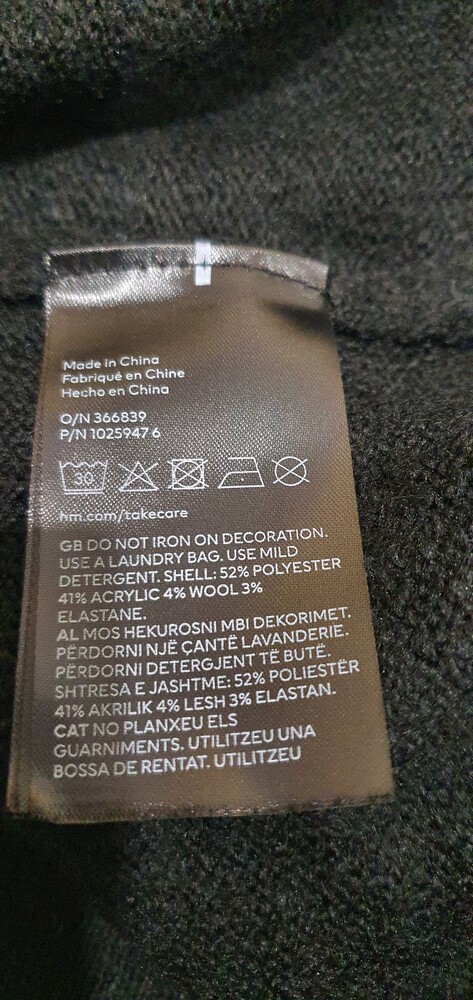 Made in China
Fabriqué en Chine
Hecho en China
O/N 366839
P/N 1025947 6
30
hm.com/takecare
GB DO NOT IRON ON DECORATION.
USE A LAUNDRY BAG. USE MILD
DETERGENT. SHELL: 52% POLYESTER
41% ACRYLIC 4% WOOL 3%
ELASTANE.
AL MOS HEKUROSNI MBI DEKORIMET.
PËRDORNI NJË ÇANTË LAVANDERIE.
PËRDORNI DETERGJENT TË BUTË.
SHTRESA E JASHTME: 52% POLIESTËR
41% AKRILIK 4% LESH 3% ELASTAN.
CAT NO PLANXEU ELS
GUARNIMENTS. UTILITZEU UNA
BOSSA DE RENTAT. UTILITZEU